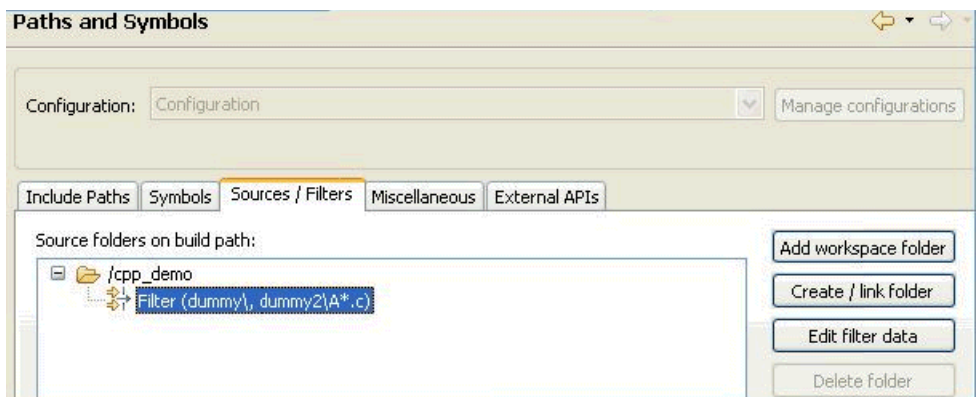 Paths and Symbols
Configuration: Configuration Manage configurations
Include Paths Symbols Sources / Filters Miscellaneous External APIs
Source folders on build path:
Add workspace folder
/cpp_demo
Filter (dummy\, dummy2\A*.c)
Create / link folder
Edit filter data
Delete folder